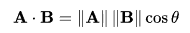 𝐀 · 𝐁 = ‖𝐀‖ ‖𝐁‖ cos θ